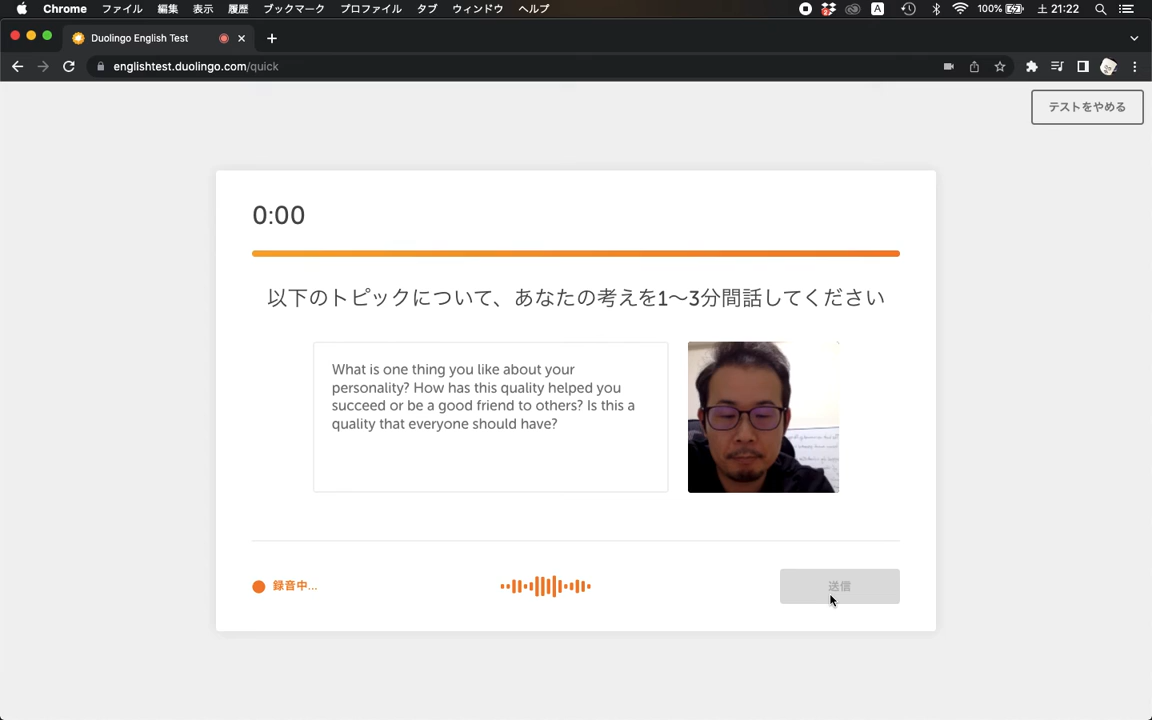 Chrome ファイル 編集 表示 履歴 ブックマーク プロファイル タブ ウィンドウ ヘルプ A 100% 土 21:22
Duolingo English Test
englishtest.duolingo.com/quick
テストをやめる
0:00
以下のトピックについて、あなたの考えを1〜3分間話してください
What is one thing you like about your
personality? How has this quality helped you
succeed or be a good friend to others? Is this a
quality that everyone should have?
録音中...
送信